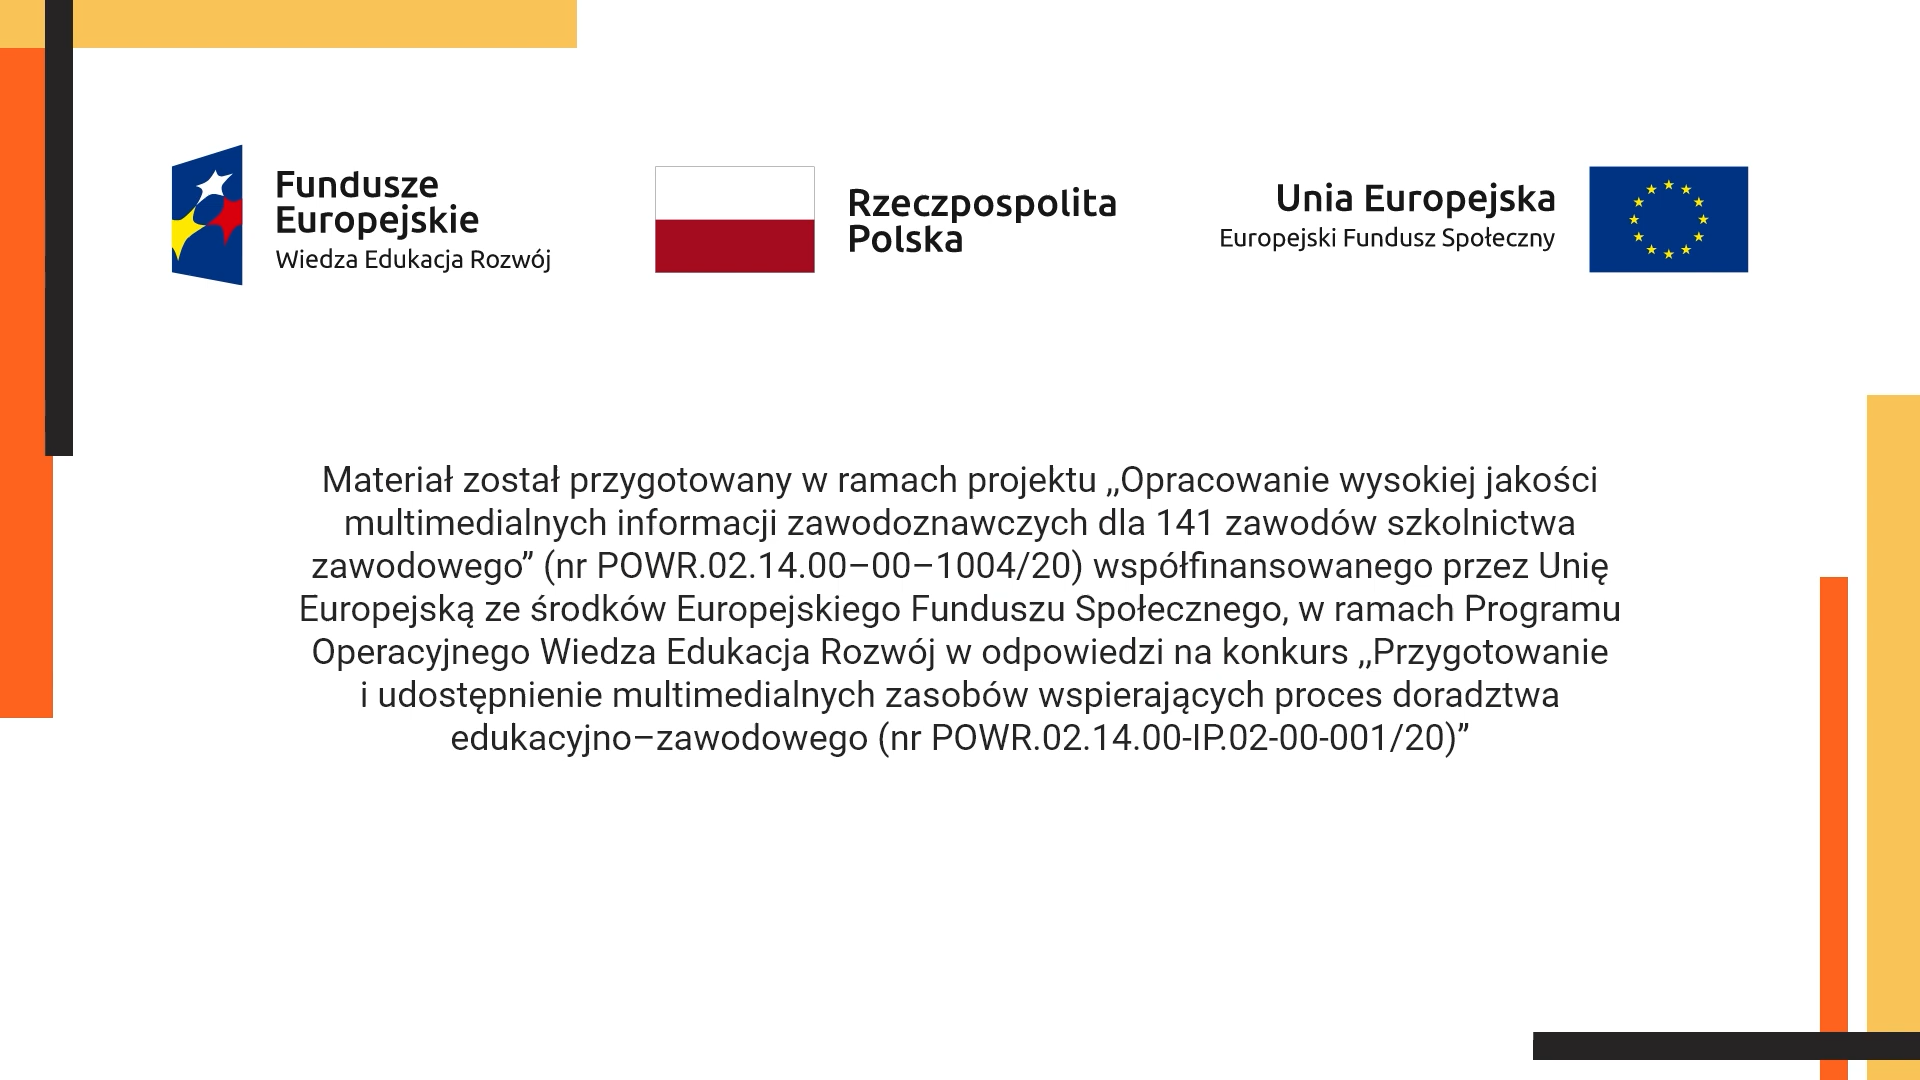 Fundusze
Europejskie
Wiedza Edukacja Rozwój
Rzeczpospolita
Polska
Unia Europejska
Europejski Fundusz Społeczny
Materiał został przygotowany w ramach projektu ,,Opracowanie wysokiej jakości
multimedialnych informacji zawodoznawczych dla 141 zawodów szkolnictwa
zawodowego” (nr POWR.02.14.00–00–1004/20) współfinansowanego przez Unię
Europejską ze środków Europejskiego Funduszu Społecznego, w ramach Programu
Operacyjnego Wiedza Edukacja Rozwój w odpowiedzi na konkurs ,,Przygotowanie
i udostępnienie multimedialnych zasobów wspierających proces doradztwa
edukacyjno–zawodowego (nr POWR.02.14.00-IP.02-00-001/20)”